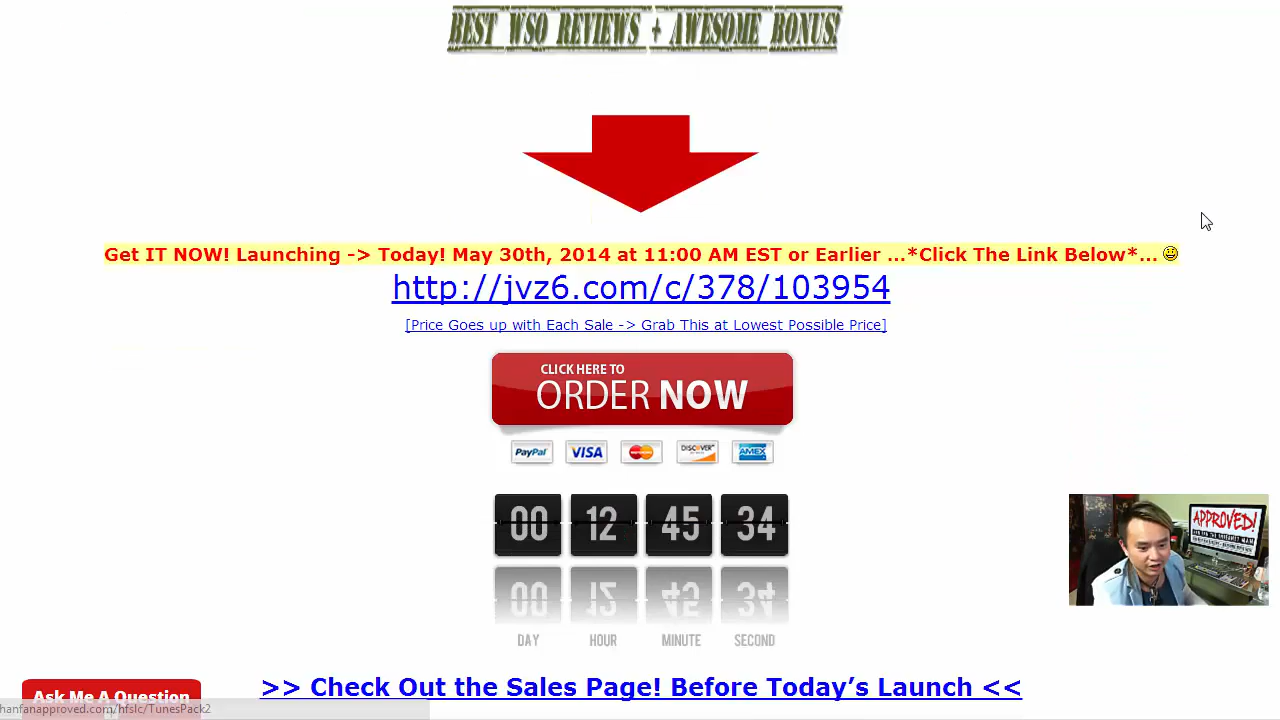 BEST WSO REVIEWS + AWESOME BONUS!
Get IT NOW! Launching -> Today! May 30th, 2014 at 11:00 AM EST or Earlier ...*Click The Link Below*...
http://jvz6.com/c/378/103954
[Price Goes up with Each Sale -> Grab This at Lowest Possible Price]
CLICK HERE TO
ORDER NOW
PayPal VISA MasterCard DISCOVER AMEX
00 12 45 34
DAY HOUR MINUTE SECOND
APPROVED!
>> Check Out the Sales Page! Before Today's Launch <<
Ask Me A Question
hanfanapproved.com/hfslc/TunesPack2